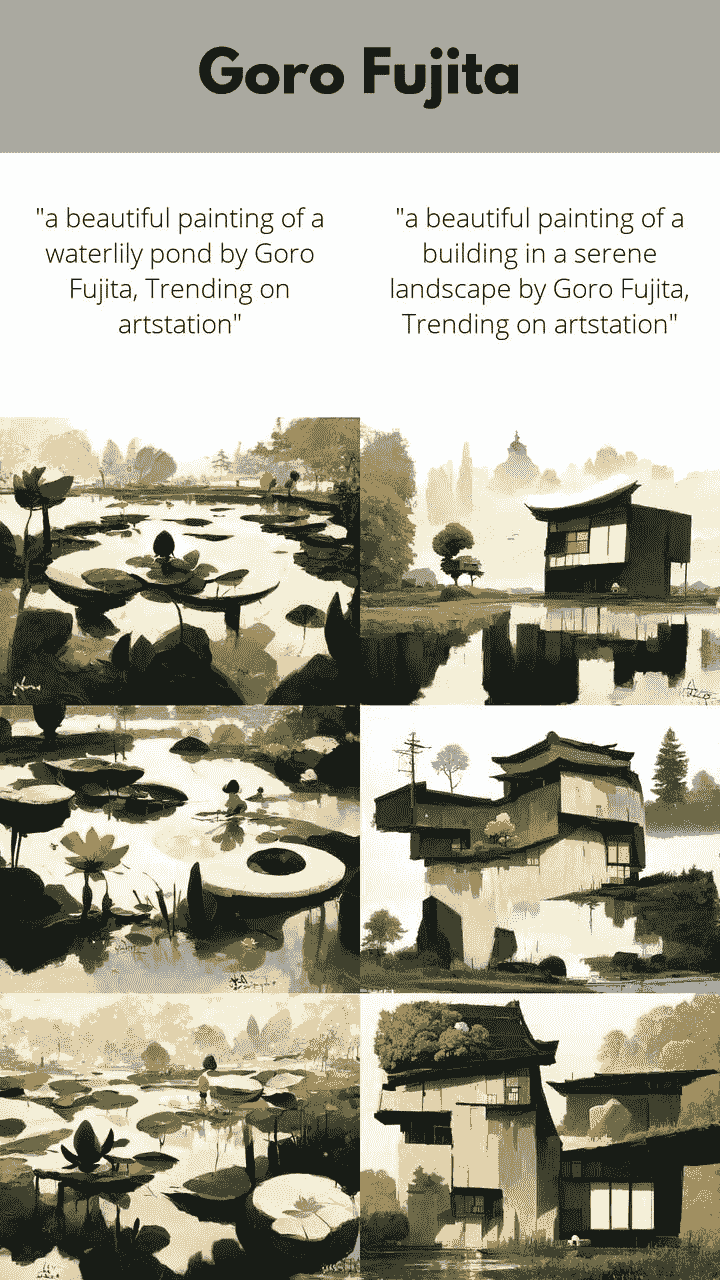 Goro Fujita
"a beautiful painting of a
waterlily pond by Goro
Fujita, Trending on
artstation"
"a beautiful painting of a
building in a serene
landscape by Goro Fujita,
Trending on artstation"